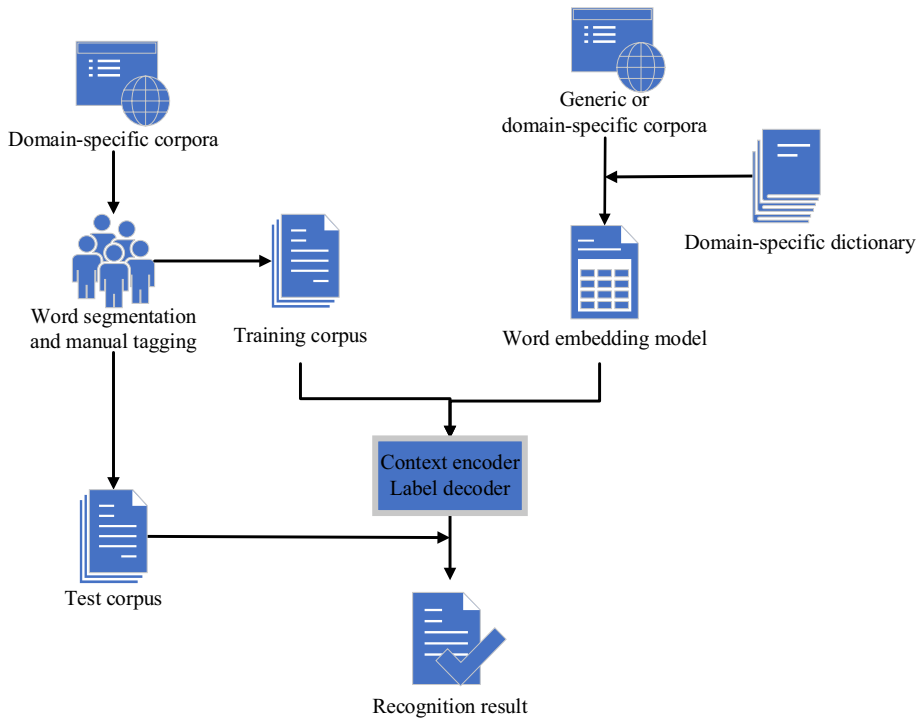 Domain-specific corpora
Generic or
domain-specific corpora
Domain-specific dictionary
Word segmentation
and manual tagging
Training corpus
Word embedding model
Context encoder
Label decoder
Test corpus
Recognition result